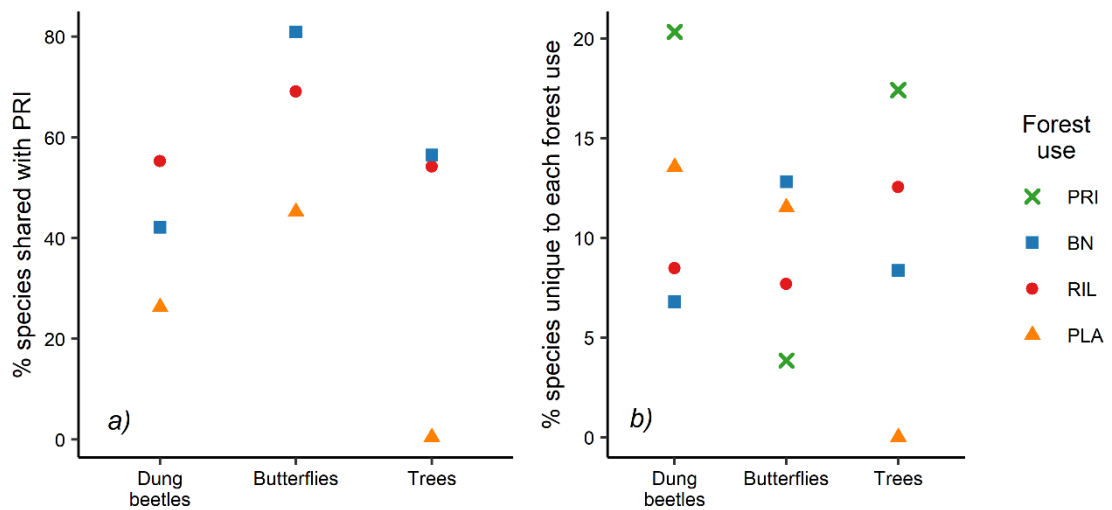 % species shared with PRI
80
60
40
20
0
a)
Dung
beetles
Butterflies
Trees
% species unique to each forest use
20
15
10
5
0
b)
Dung
beetles
Butterflies
Trees
Forest
use
PRI
BN
RIL
PLA